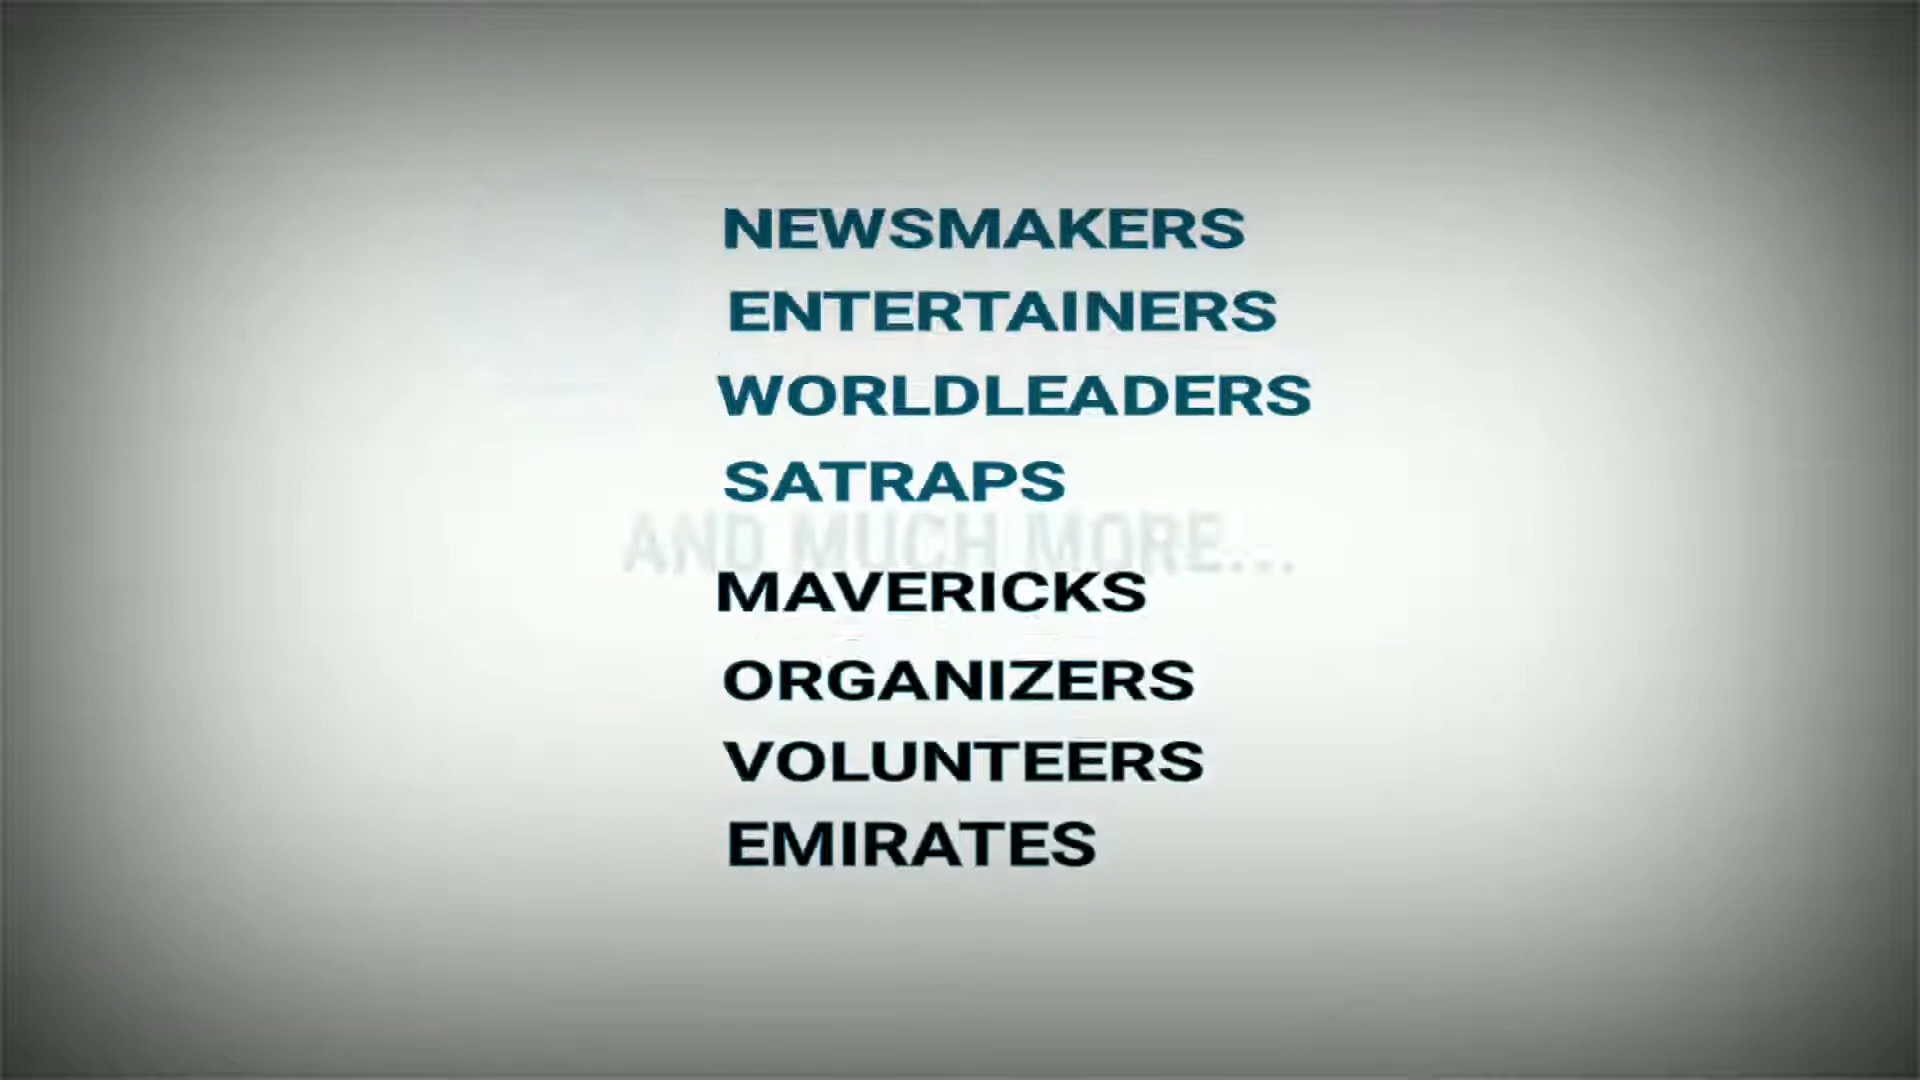 NEWSMAKERS
ENTERTAINERS
WORLDLEADERS
SATRAPS
AND MUCH MORE...
MAVERICKS
ORGANIZERS
VOLUNTEERS
EMIRATES